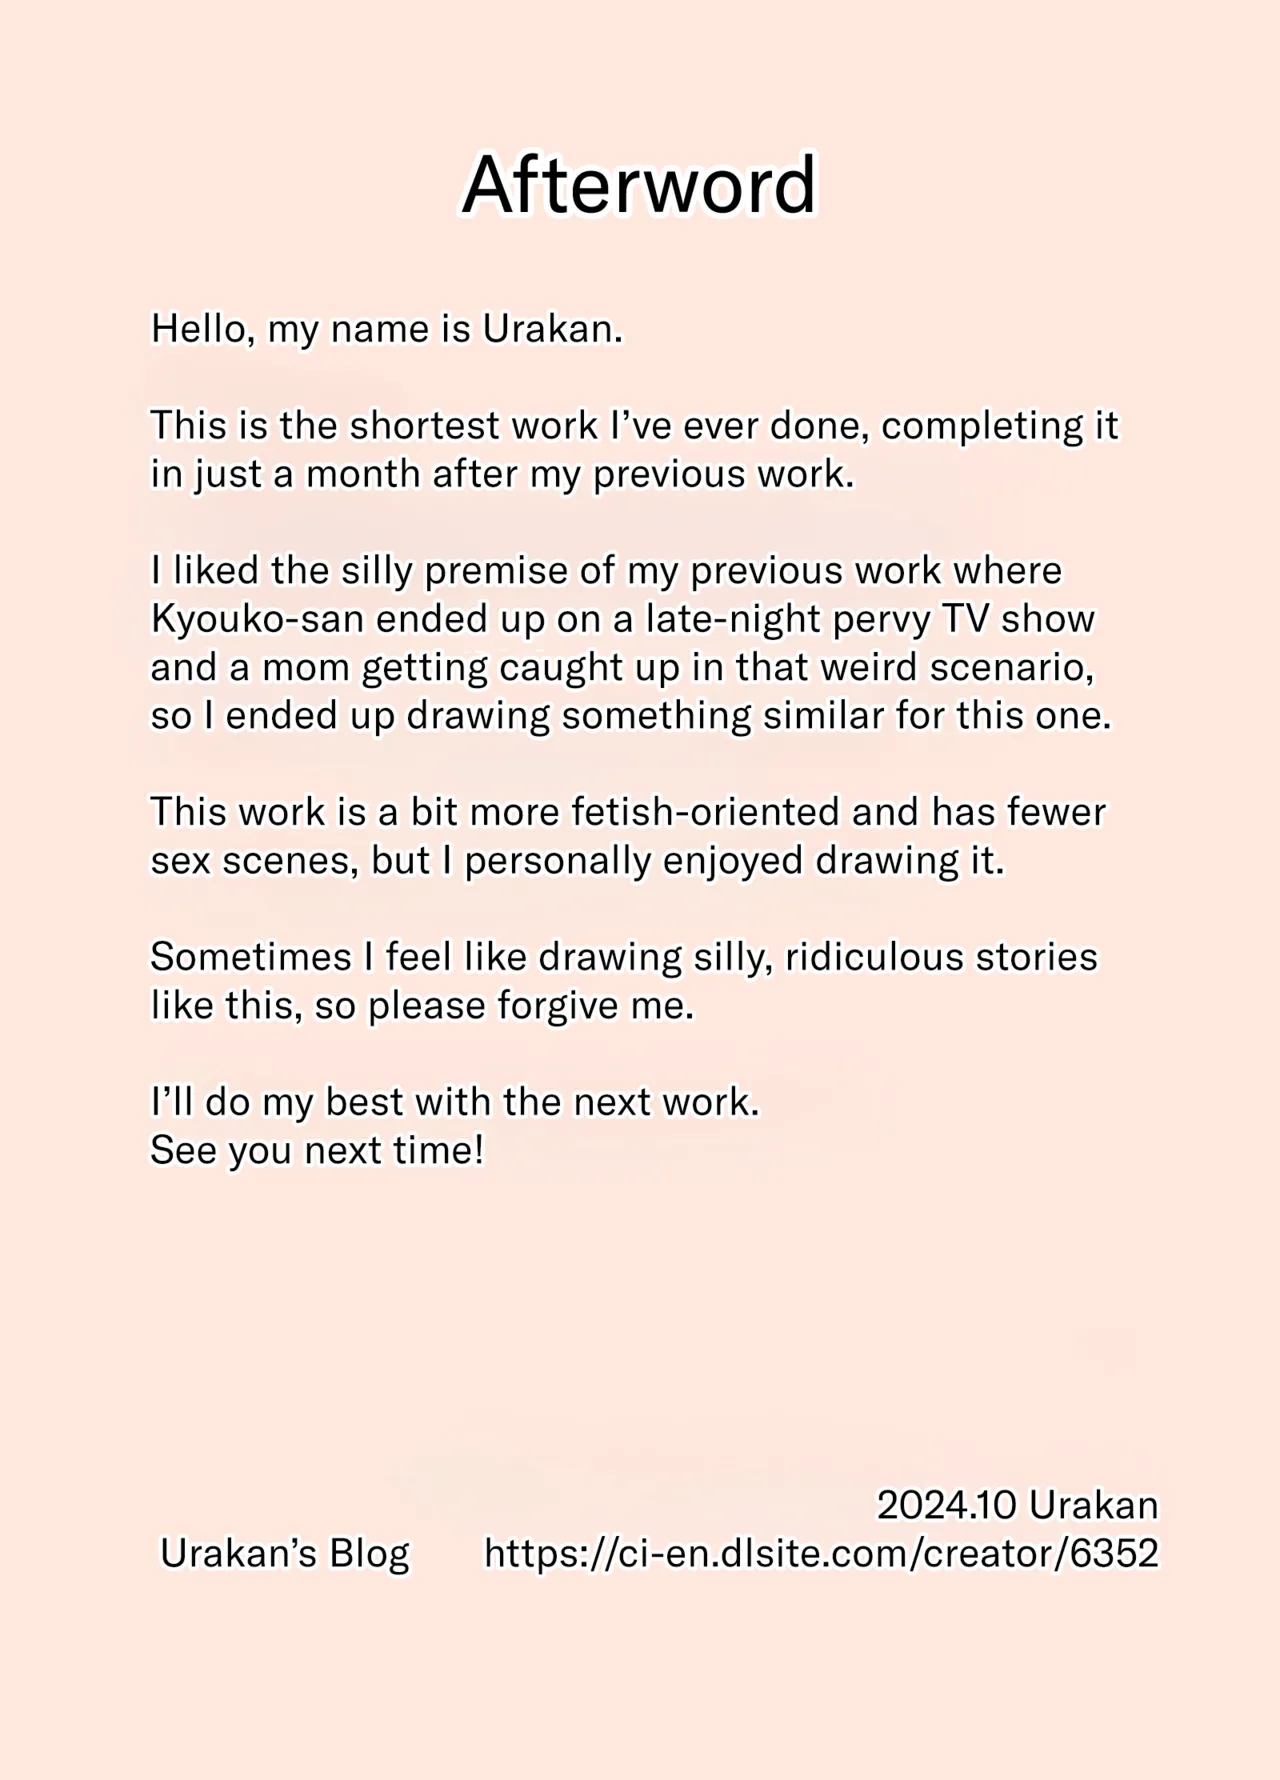 Afterword
Hello, my name is Urakan.
This is the shortest work I’ve ever done, completing it
in just a month after my previous work.
I liked the silly premise of my previous work where
Kyouko-san ended up on a late-night pervy TV show
and a mom getting caught up in that weird scenario,
so I ended up drawing something similar for this one.
This work is a bit more fetish-oriented and has fewer
sex scenes, but I personally enjoyed drawing it.
Sometimes I feel like drawing silly, ridiculous stories
like this, so please forgive me.
I’ll do my best with the next work.
See you next time!
2024.10 Urakan
Urakan’s Blog https://ci-en.dlsite.com/creator/6352